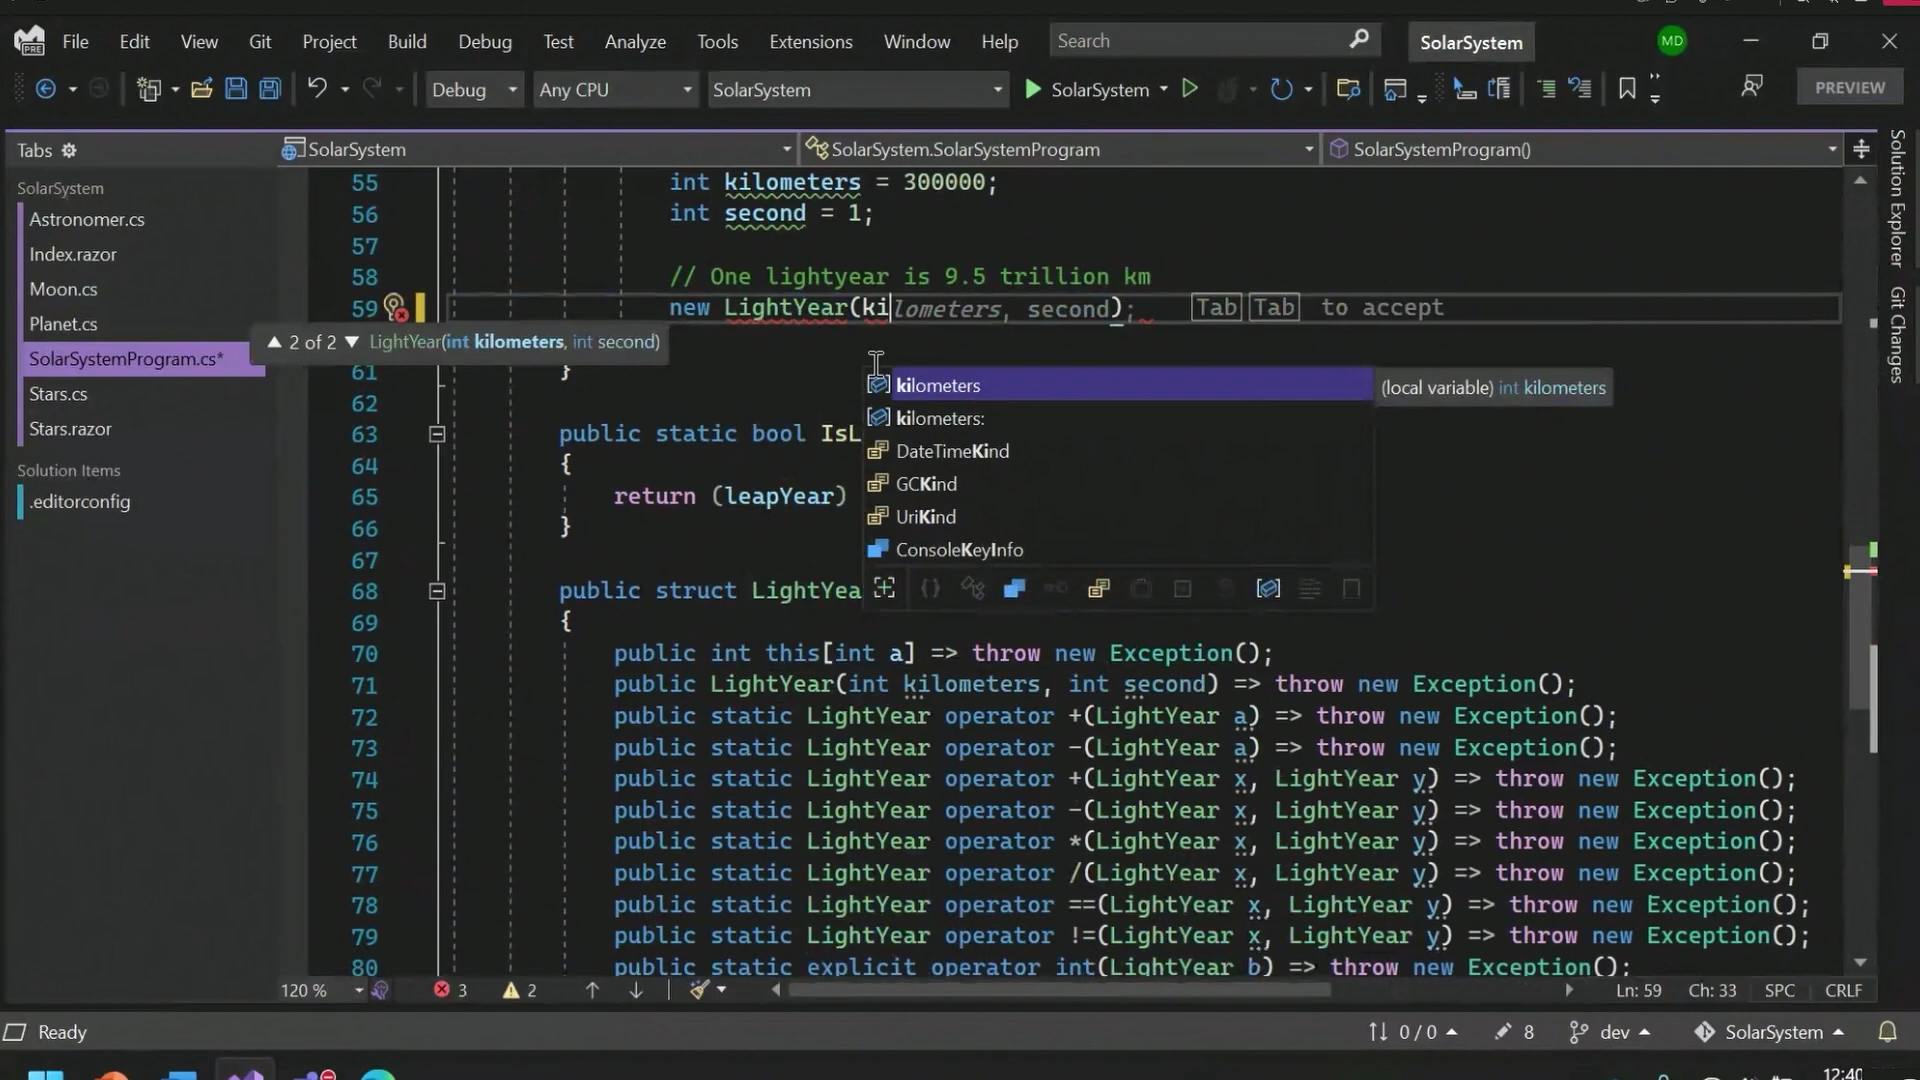 PRE File Edit View Git Project Build Debug Test Analyze Tools Extensions Window Help Search SolarSystem MD
Debug Any CPU SolarSystem SolarSystem PREVIEW
Tabs SolarSystem SolarSystem.SolarSystemProgram SolarSystemProgram()
SolarSystem
Astronomer.cs
Index.razor
Moon.cs
Planet.cs
SolarSystemProgram.cs*
Stars.cs
Stars.razor
Solution Items
.editorconfig
55 int kilometers = 300000;
56 int second = 1;
57
58 // One lightyear is 9.5 trillion km
59 new LightYear(kilometers, second); Tab Tab to accept
2 of 2 LightYear(int kilometers, int second)
61 }
62
63 public static bool IsL
64 {
65 return (leapYear)
66 }
67
68 public struct LightYea
69 {
70 public int this[int a] => throw new Exception();
71 public LightYear(int kilometers, int second) => throw new Exception();
72 public static LightYear operator +(LightYear a) => throw new Exception();
73 public static LightYear operator -(LightYear a) => throw new Exception();
74 public static LightYear operator +(LightYear x, LightYear y) => throw new Exception();
75 public static LightYear operator -(LightYear x, LightYear y) => throw new Exception();
76 public static LightYear operator *(LightYear x, LightYear y) => throw new Exception();
77 public static LightYear operator /(LightYear x, LightYear y) => throw new Exception();
78 public static LightYear operator ==(LightYear x, LightYear y) => throw new Exception();
79 public static LightYear operator !=(LightYear x, LightYear y) => throw new Exception();
80 public static explicit operator int(LightYear b) => throw new Exception();
kilometers
kilometers:
DateTimeKind
GCKind
UriKind
ConsoleKeyInfo
(local variable) int kilometers
Solution Explorer
Git Changes
120 % 3 2 Ln: 59 Ch: 33 SPC CRLF
Ready 0 / 0 8 dev SolarSystem
12:40